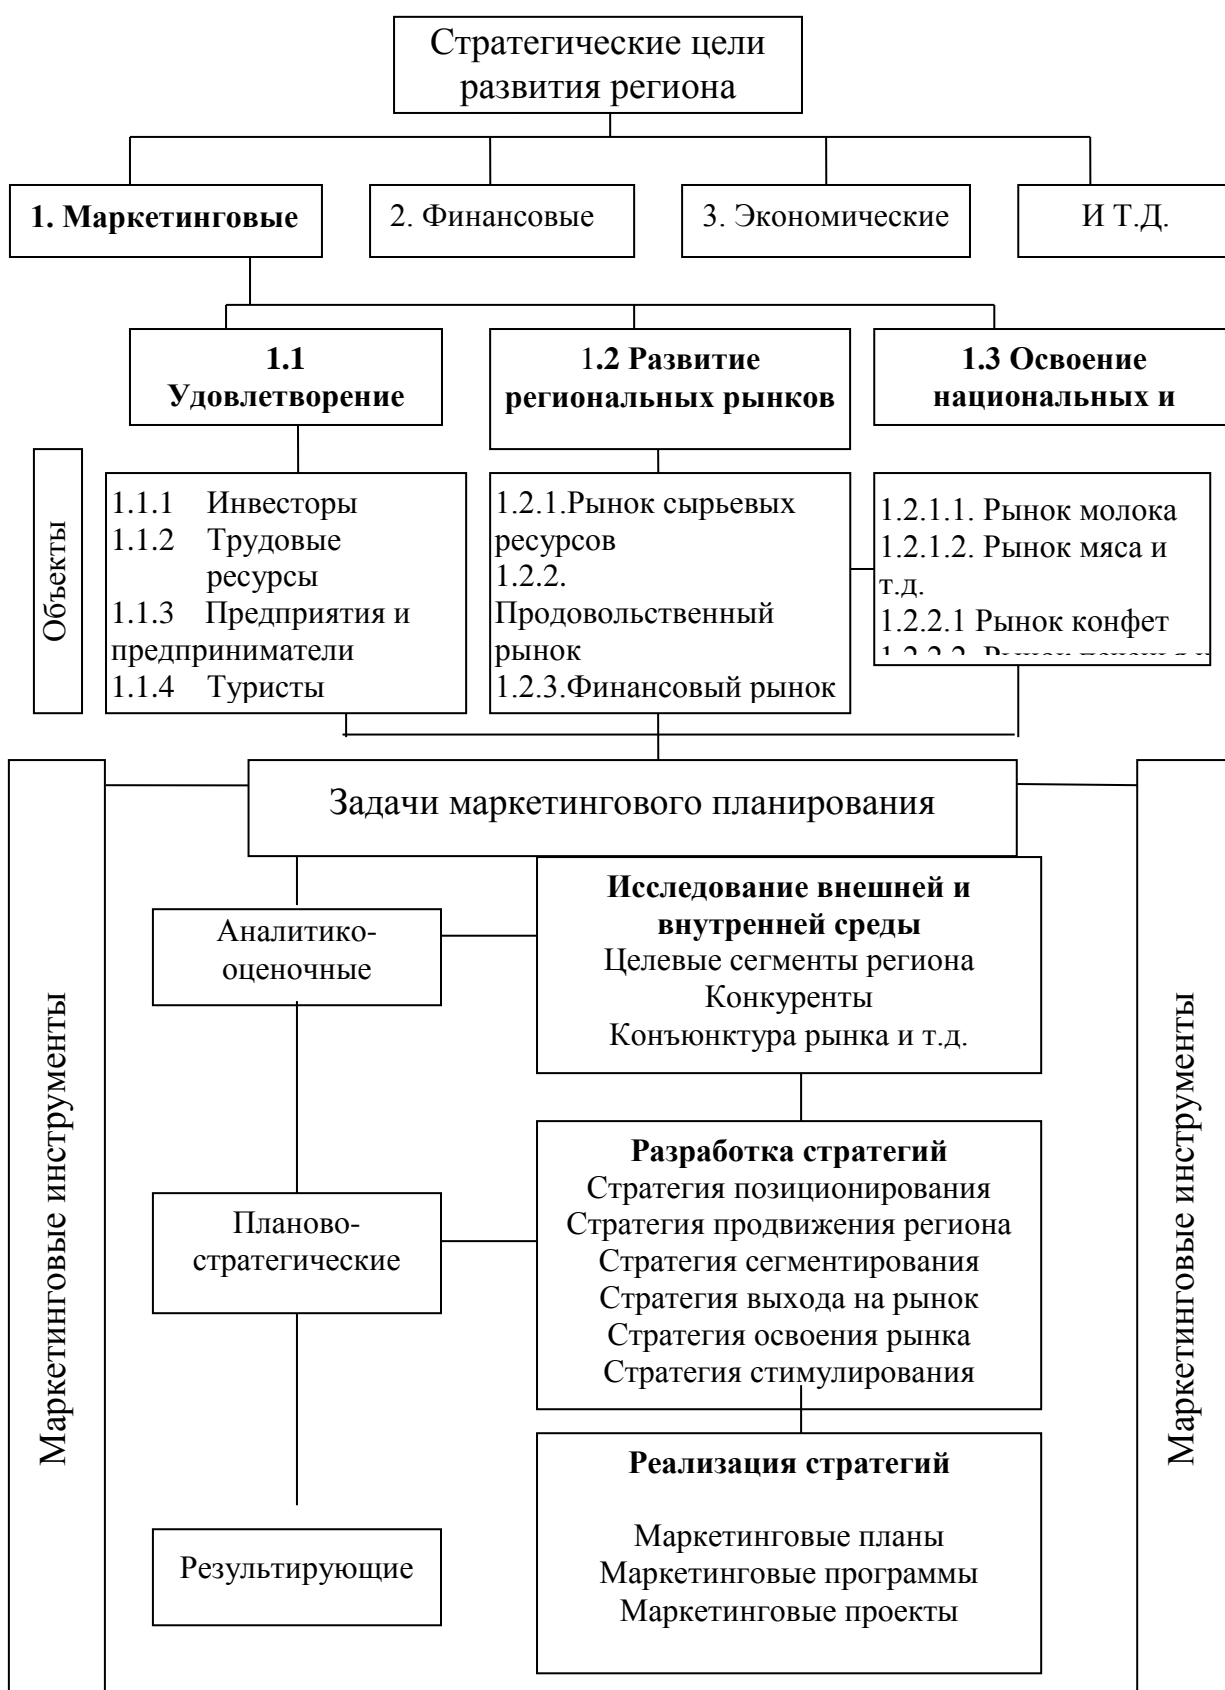 Стратегические цели
развития региона
1. Маркетинговые
2. Финансовые
3. Экономические
И Т.Д.
1.1
Удовлетворение
1.2 Развитие
региональных рынков
1.3 Освоение
национальных и
Объекты
1.1.1 Инвесторы
1.1.2 Трудовые
ресурсы
1.1.3 Предприятия и
предприниматели
1.1.4 Туристы
1.2.1.Рынок сырьевых
ресурсов
1.2.2.
Продовольственный
рынок
1.2.3.Финансовый рынок
1.2.1.1. Рынок молока
1.2.1.2. Рынок мяса и
т.д.
1.2.2.1 Рынок конфет
1.2.2.2. Рынок
Маркетинговые инструменты
Задачи маркетингового планирования
Аналитико-
оценочные
Исследование внешней и
внутренней среды
Целевые сегменты региона
Конкуренты
Конъюнктура рынка и т.д.
Планово-
стратегические
Разработка стратегий
Стратегия позиционирования
Стратегия продвижения региона
Стратегия сегментирования
Стратегия выхода на рынок
Стратегия освоения рынка
Стратегия стимулирования
Результирующие
Реализация стратегий
Маркетинговые планы
Маркетинговые программы
Маркетинговые проекты
Маркетинговые инструменты